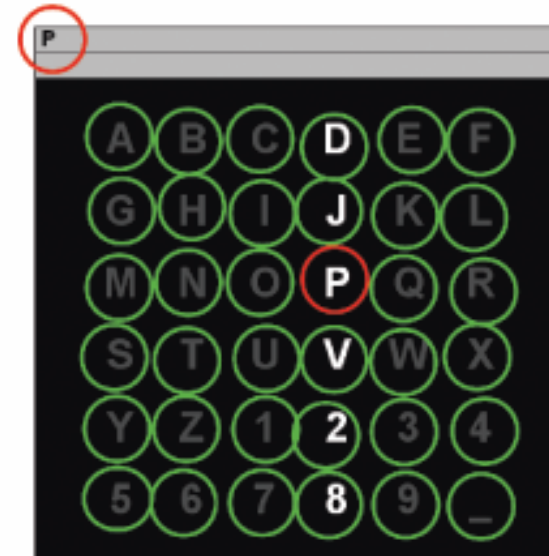 P
A B C D E F
G H I J K L
M N O P Q R
S T U V W X
Y Z 1 2 3 4
5 6 7 8 9 _